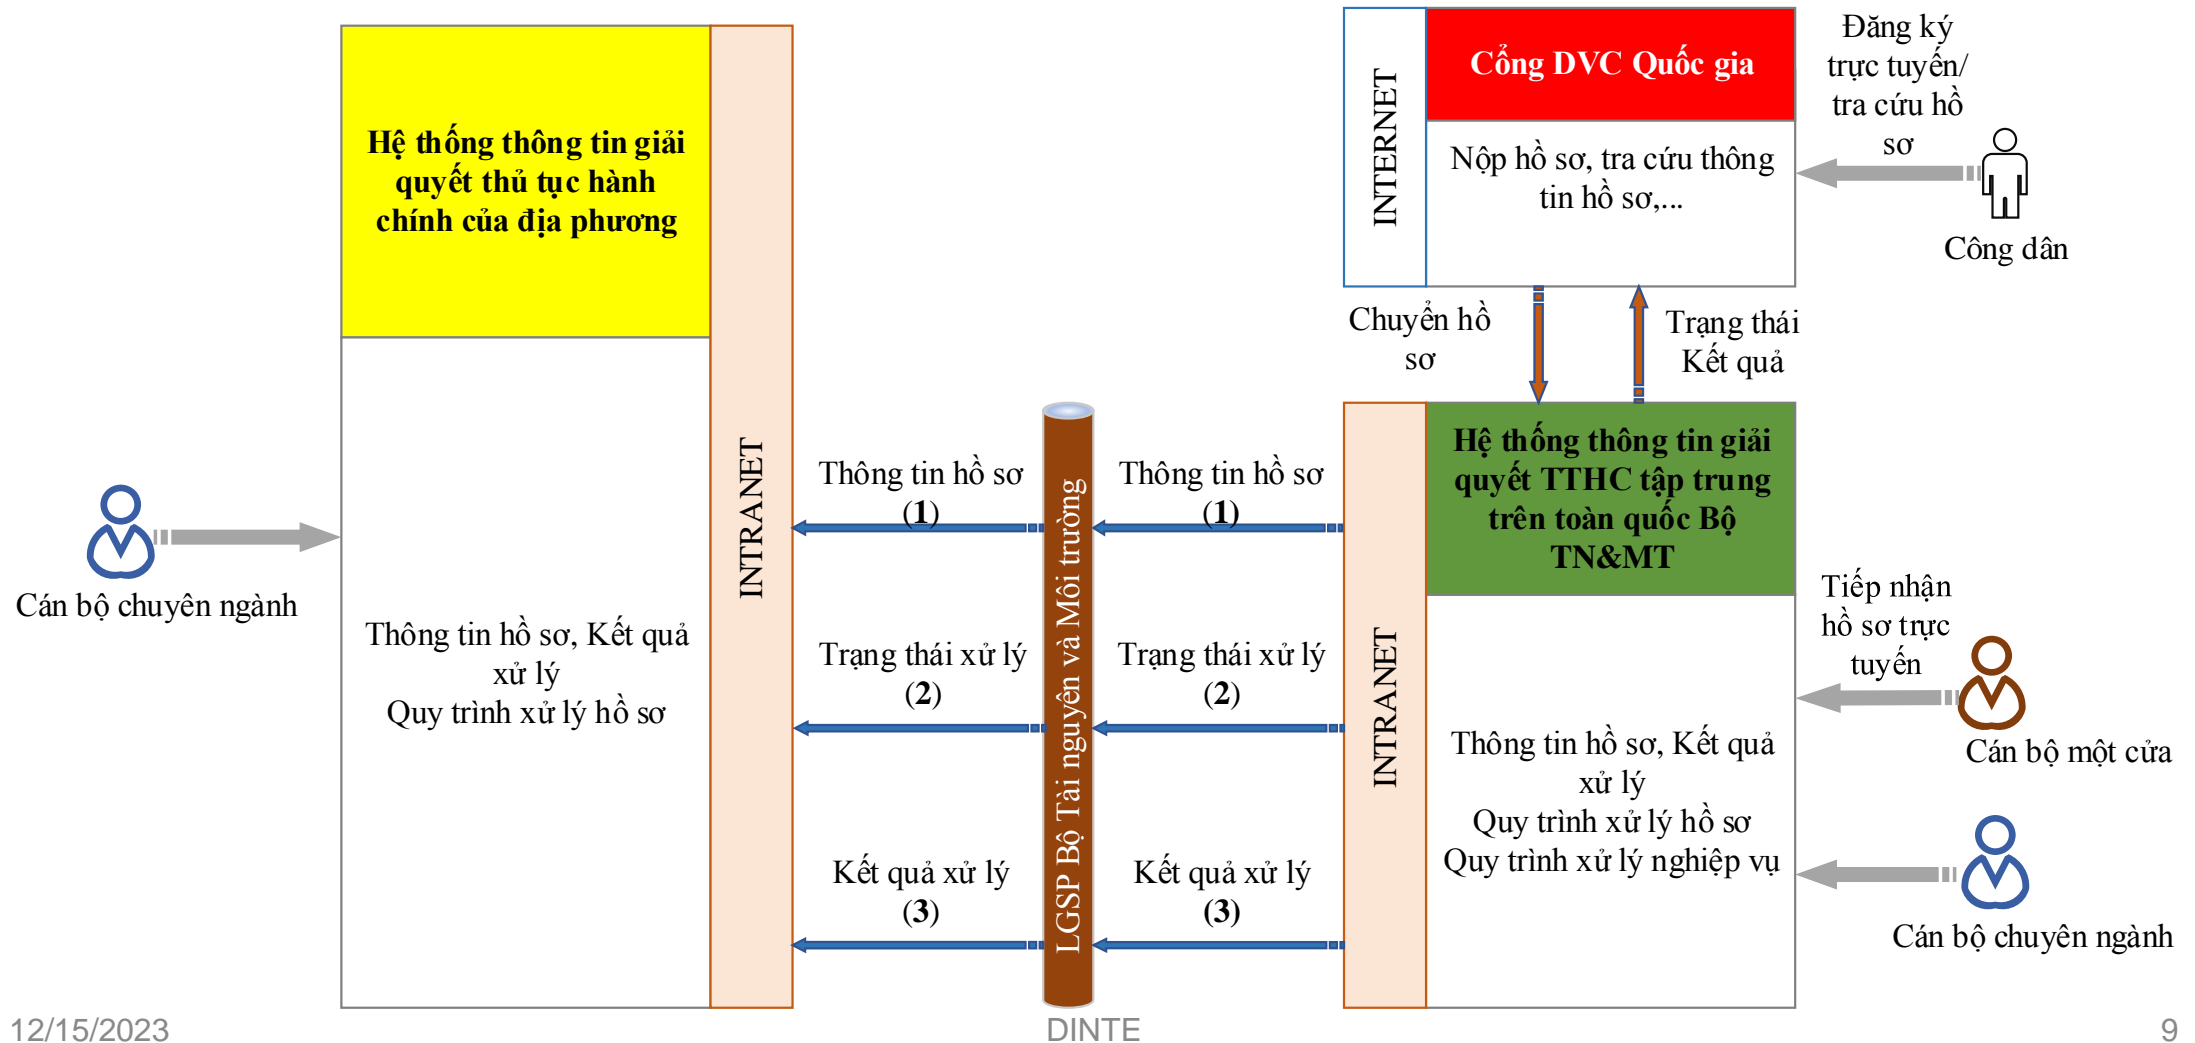 Hệ thống thông tin giải
quyết thủ tục hành
chính của địa phương
Thông tin hồ sơ, Kết quả
xử lý
Quy trình xử lý hồ sơ
INTRANET
Cán bộ chuyên ngành
Thông tin hồ sơ
(1)
Trạng thái xử lý
(2)
Kết quả xử lý
(3)
LGSP Bộ Tài nguyên và Môi trường
Thông tin hồ sơ
(1)
Trạng thái xử lý
(2)
Kết quả xử lý
(3)
INTERNET
Cổng DVC Quốc gia
Nộp hồ sơ, tra cứu thông
tin hồ sơ,...
Đăng ký
trực tuyến/
tra cứu hồ
sơ
Công dân
Chuyển hồ
sơ
Trạng thái
Kết quả
INTRANET
Hệ thống thông tin giải
quyết TTHC tập trung
trên toàn quốc Bộ
TN&MT
Thông tin hồ sơ, Kết quả
xử lý
Quy trình xử lý hồ sơ
Quy trình xử lý nghiệp vụ
Tiếp nhận
hồ sơ trực
tuyến
Cán bộ một cửa
Cán bộ chuyên ngành
12/15/2023
DINTE
9